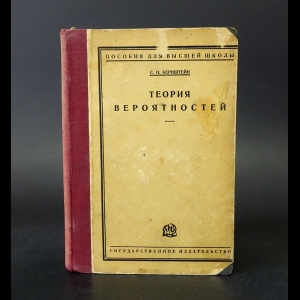 ПОСОБИЯ ДЛЯ ВЫСШЕЙ ШКОЛЫ
С. Н. БЕРНШТЕЙН
ТЕОРИЯ
ВЕРОЯТНОСТЕЙ
ГОСУДАРСТВЕННОЕ ИЗДАТЕЛЬСТВО